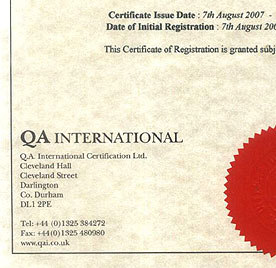 Certificate Issue Date : 7th August 2007 -
Date of Initial Registration : 7th August
This Certificate of Registration is granted
QA INTERNATIONAL
Q.A. International Certification Ltd.
Cleveland Hall
Cleveland Street
Darlington
Co. Durham
DL1 2PE
Tel: +44 (0)1325 384272
Fax: +44(0)1325 480980
www.qai.co.uk